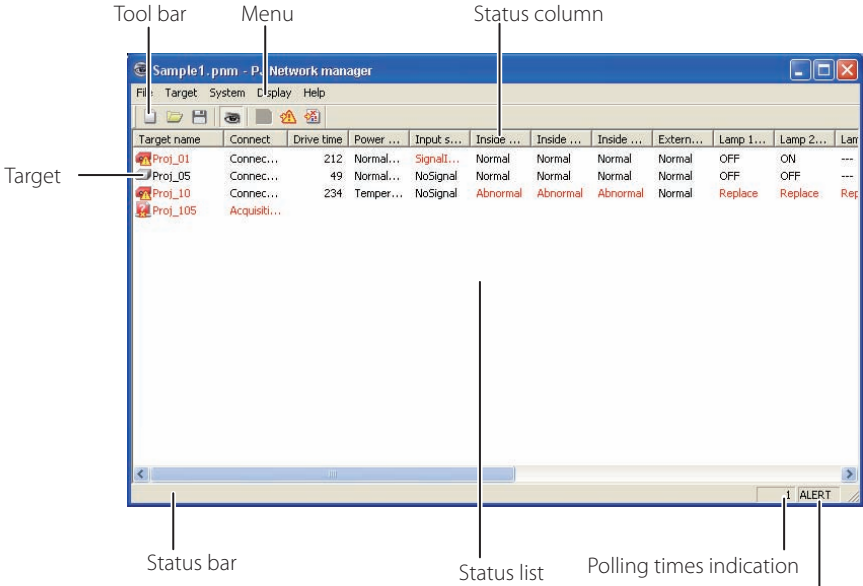 Tool bar Menu Status column
Sample1.pnm - PJ Network manager
File Target System Display Help
Target name Connect Drive time Power ... Input s... Inside ... Inside ... Inside ... Extern... Lamp 1... Lamp 2... Lam
Proj_01 Connec... 212 Normal... SignalI... Normal Normal Normal Normal OFF ON ---
Target
Proj_05 Connec... 49 Normal... NoSignal Normal Normal Normal Normal OFF OFF ---
Proj_10 Connec... 234 Temper... NoSignal Abnormal Abnormal Abnormal Normal Replace Replace Rep
Proj_105 Acquisiti...
1 ALERT
Status bar Status list Polling times indication